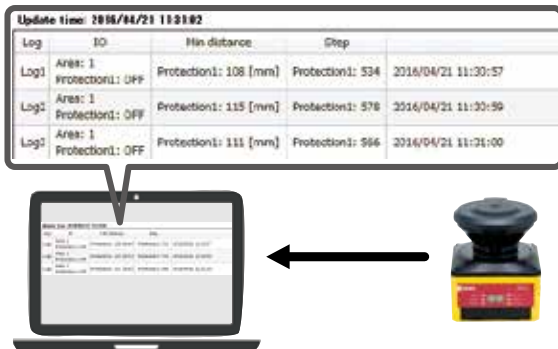 Update time: 2016/04/21 11:31:02
Log IO Min distance Step
Log1 Area: 1
Protection1: OFF Protection1: 108 [mm] Protection1: 534 2016/04/21 11:30:57
Log2 Area: 1
Protection1: OFF Protection1: 115 [mm] Protection1: 578 2016/04/21 11:30:59
Log3 Area: 1
Protection1: OFF Protection1: 111 [mm] Protection1: 566 2016/04/21 11:31:00